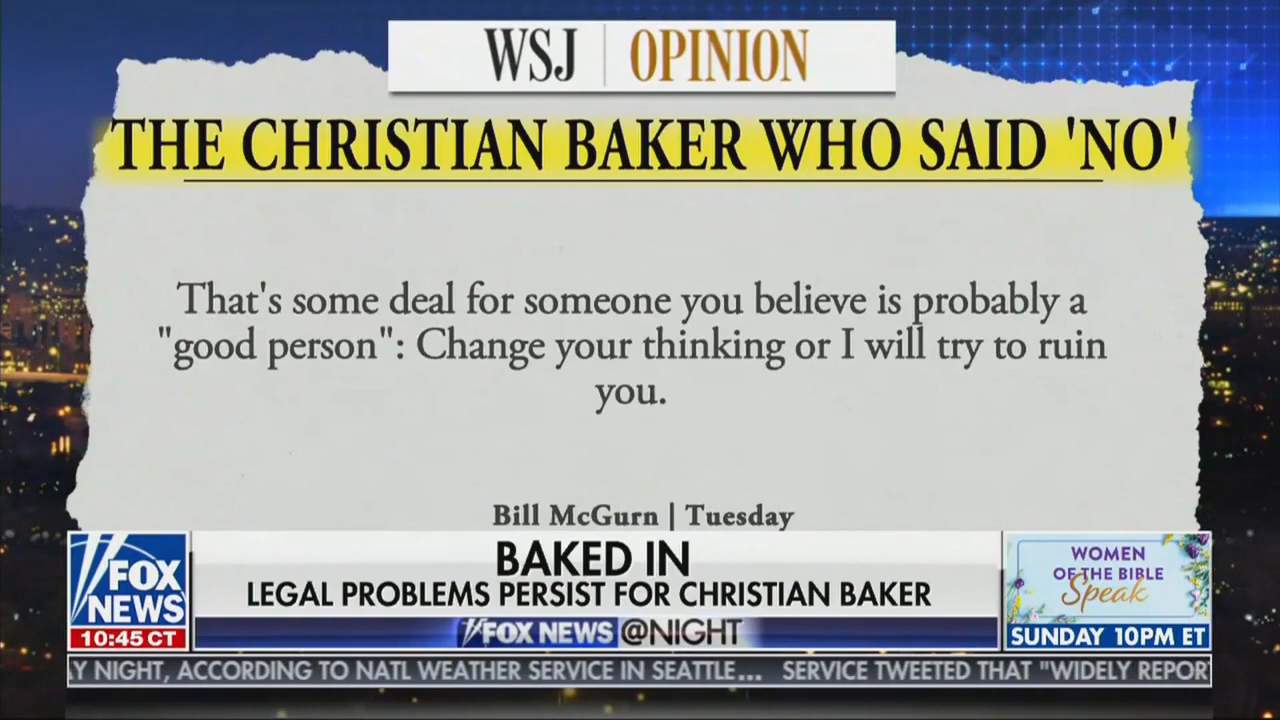 WSJ | OPINION
THE CHRISTIAN BAKER WHO SAID 'NO'
That's some deal for someone you believe is probably a
"good person": Change your thinking or I will try to ruin
you.
Bill McGurn | Tuesday
BAKED IN
LEGAL PROBLEMS PERSIST FOR CHRISTIAN BAKER
FOX NEWS @NIGHT
FOX
NEWS
10:45 CT
WOMEN
OF THE BIBLE
Speak
SUNDAY 10PM ET
Y NIGHT, ACCORDING TO NATL WEATHER SERVICE IN SEATTLE... SERVICE TWEETED THAT "WIDELY REPOR